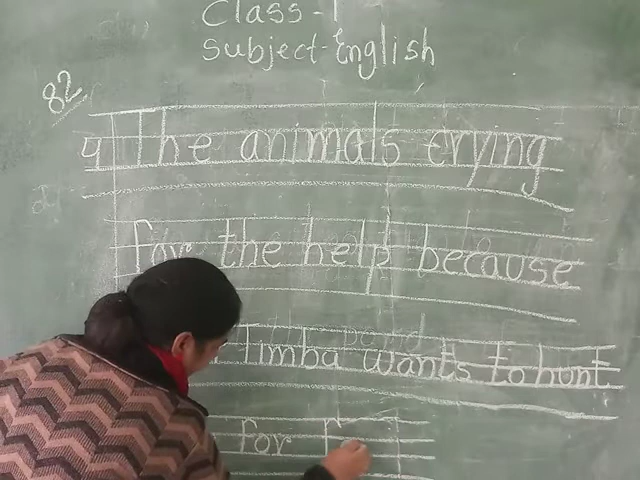 Class-1
Subject-English
82
4 The animals crying
for the help because
Timba wants to hunt
for